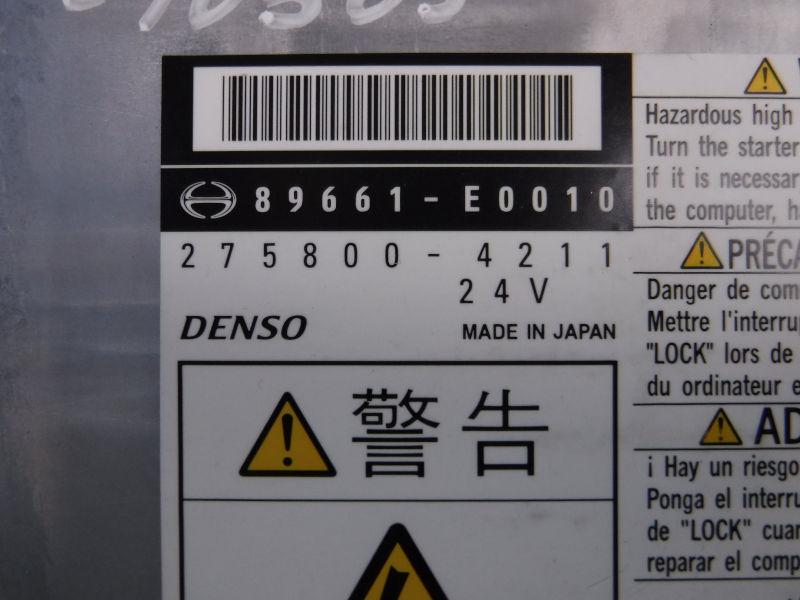 89661-E0010
275800-4211
24V
DENSO MADE IN JAPAN
警告
Hazardous high
Turn the starter
if it is necessar
the computer, h
PRÉCA
Danger de com
Mettre l'interru
"LOCK" lors de
du ordinateur e
AD
¡ Hay un riesgo
Ponga el interru
de "LOCK" cuan
reparar el comp